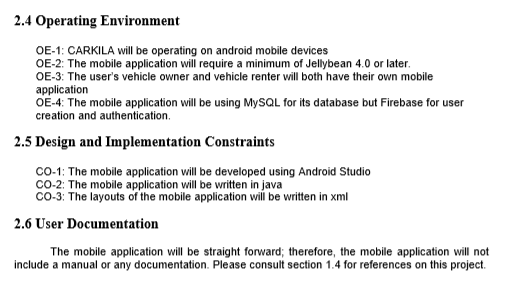 2.4 Operating Environment
OE-1: CARKILA will be operating on android mobile devices
OE-2: The mobile application will require a minimum of Jellybean 4.0 or later.
OE-3: The user's vehicle owner and vehicle renter will both have their own mobile
application
OE-4: The mobile application will be using MySQL for its database but Firebase for user
creation and authentication.
2.5 Design and Implementation Constraints
CO-1: The mobile application will be developed using Android Studio
CO-2: The mobile application will be written in java
CO-3: The layouts of the mobile application will be written in xml
2.6 User Documentation
The mobile application will be straight forward; therefore, the mobile application will not
include a manual or any documentation. Please consult section 1.4 for references on this project.